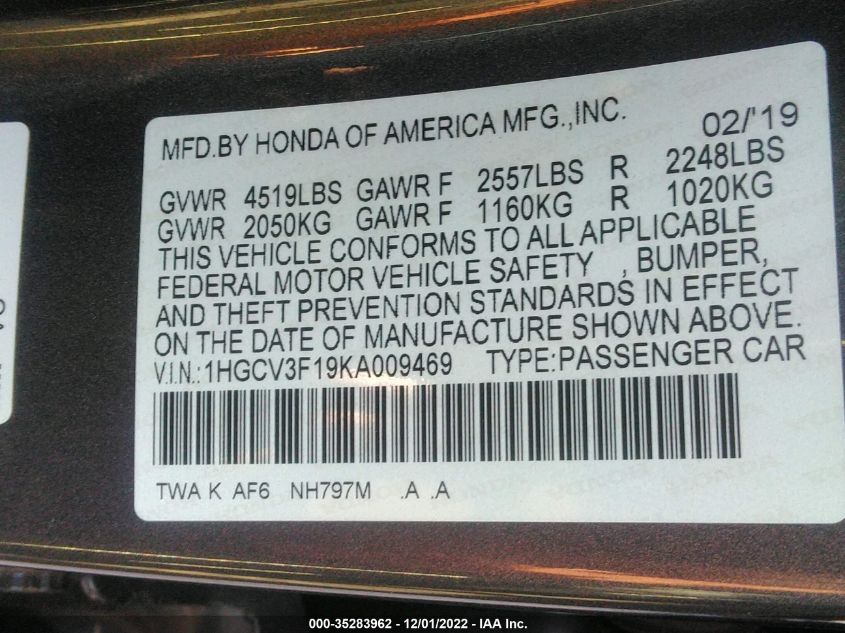 MFD.BY HONDA OF AMERICA MFG.,INC. 02/'19
GVWR 4519LBS GAWR F 2557LBS R 2248LBS
GVWR 2050KG GAWR F 1160KG R 1020KG
THIS VEHICLE CONFORMS TO ALL APPLICABLE
FEDERAL MOTOR VEHICLE SAFETY , BUMPER,
AND THEFT PREVENTION STANDARDS IN EFFECT
ON THE DATE OF MANUFACTURE SHOWN ABOVE.
V.I.N.:1HGCV3F19KA009469 TYPE:PASSENGER CAR
TWA K AF6 NH797M .A .A
000-35283962 - 12/01/2022 - IAA Inc.